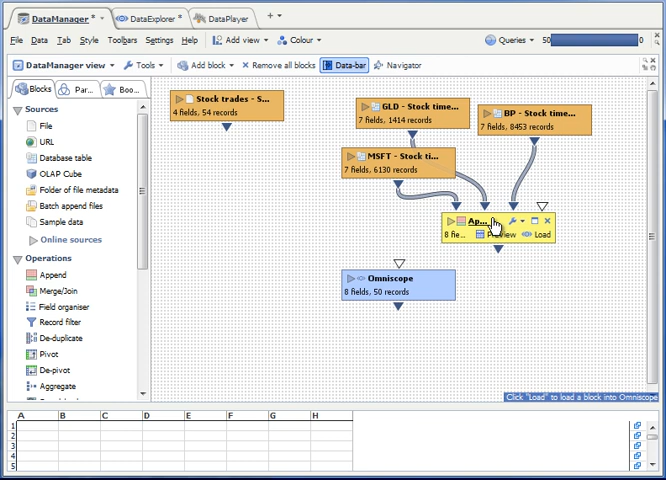 DataManager *
DataExplorer *
DataPlayer
+
File Data Tab Style Toolbars Settings Help Add view Colour Queries 50 0
DataManager view Tools Add block Remove all blocks Data-bar Navigator
Blocks Par... Boo...
Sources
File
URL
Database table
OLAP Cube
Folder of file metadata
Batch append files
Sample data
Online sources
Operations
Append
Merge/Join
Field organiser
Record filter
De-duplicate
Pivot
De-pivot
Aggregate
Stock trades - S...
4 fields, 54 records
GLD - Stock time...
7 fields, 1414 records
BP - Stock time...
7 fields, 8453 records
MSFT - Stock ti...
7 fields, 6130 records
Ap...
8 fie... Load
Omniscope
8 fields, 50 records
Click "Load" to load a block into Omniscope
A B C D E F G H
1
2
3
4
5